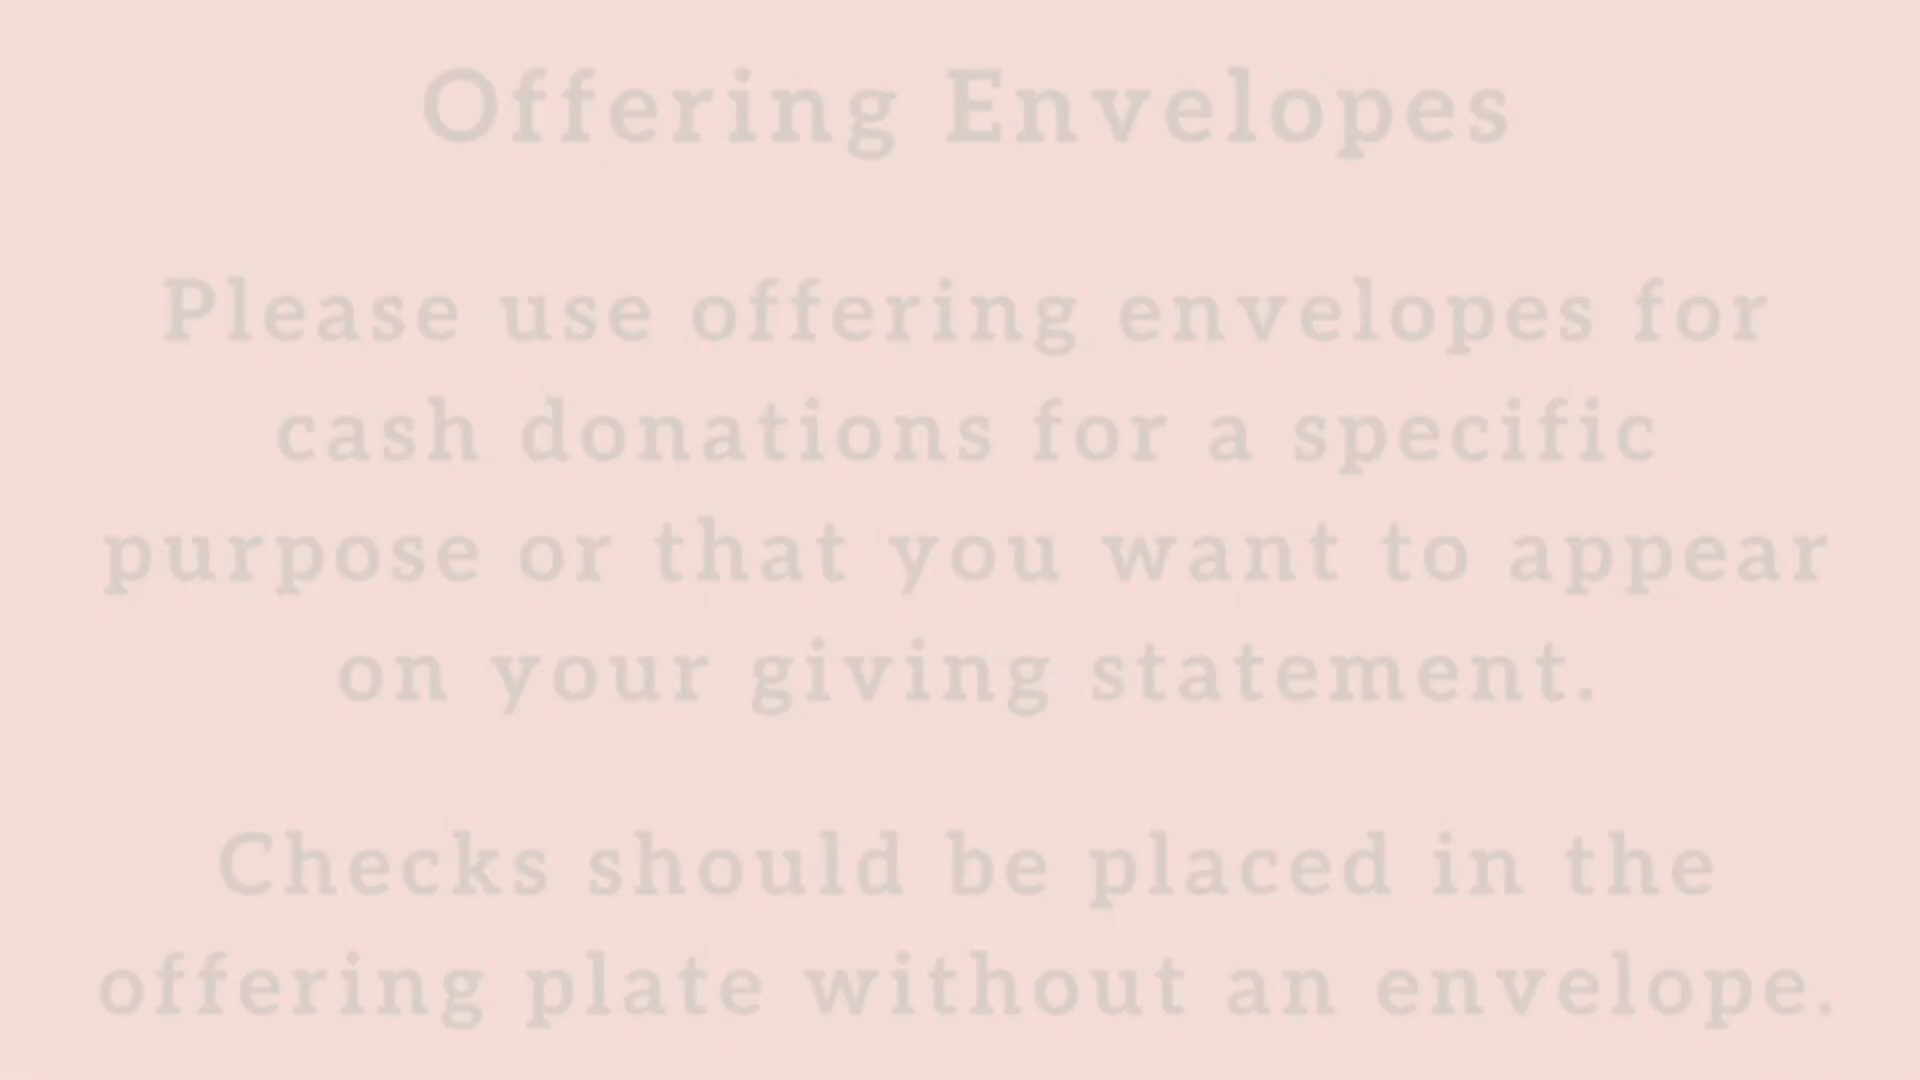 Offering Envelopes
Please use offering envelopes for
cash donations for a specific
purpose or that you want to appear
on your giving statement.
Checks should be placed in the
offering plate without an envelope.